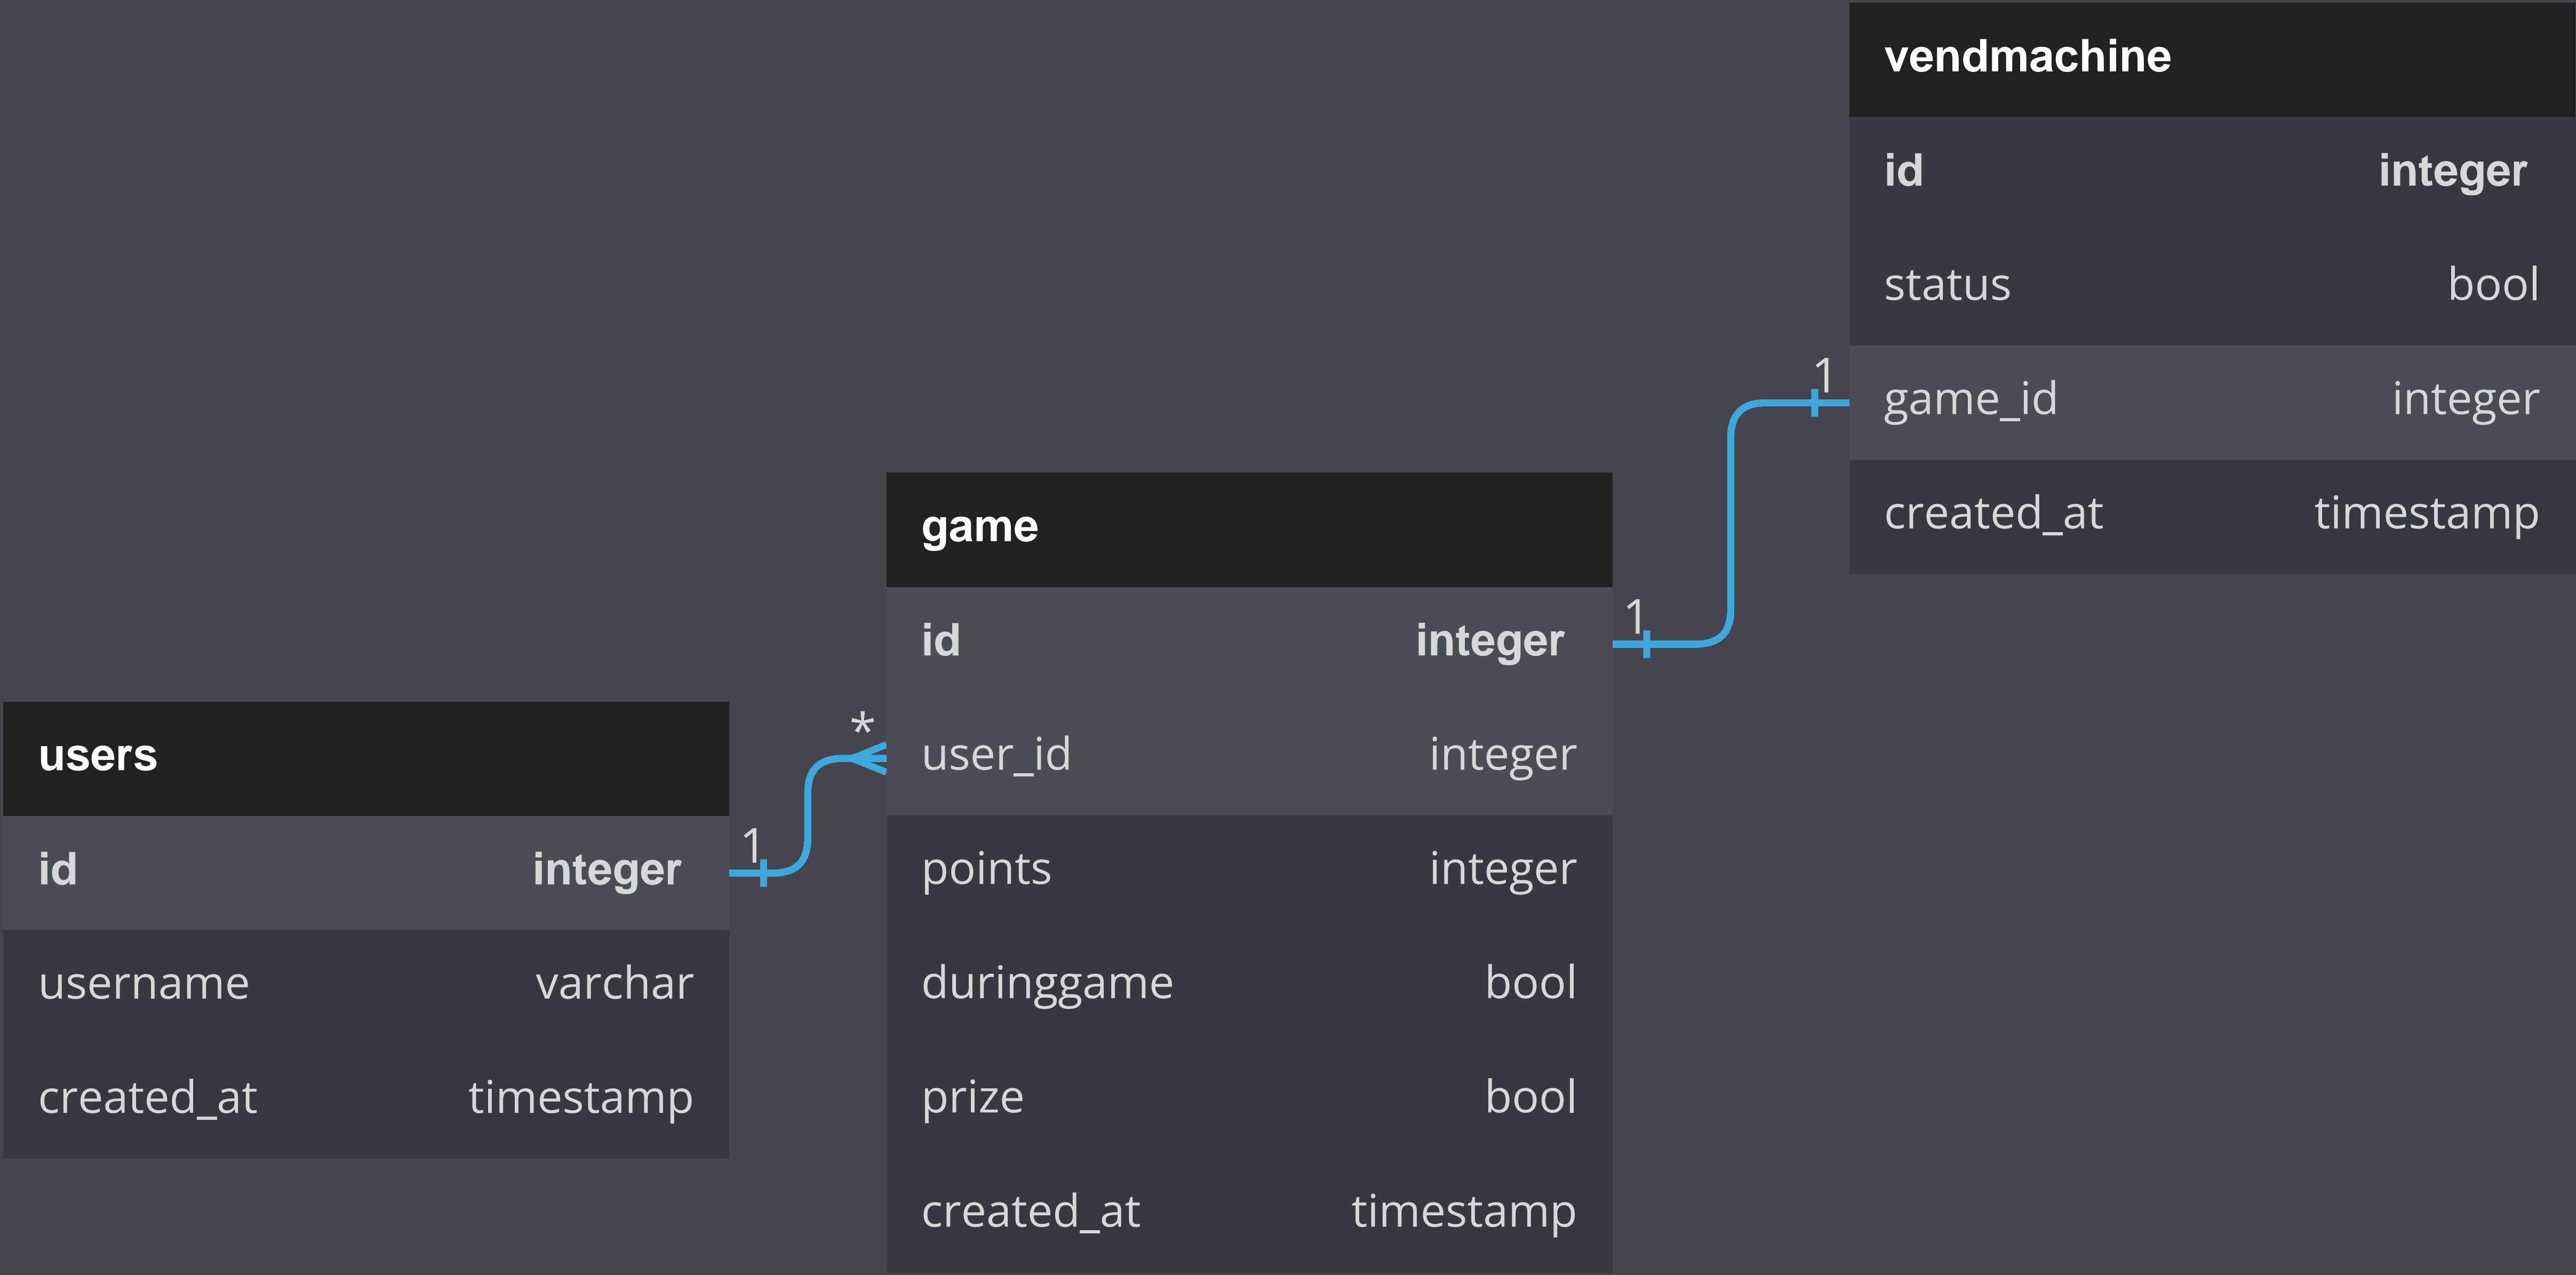 vendmachine
id integer
status bool
1
game_id integer
created_at timestamp
game
1
id integer
*
user_id integer
points integer
duringgame bool
prize bool
created_at timestamp
users
1
id integer
username varchar
created_at timestamp